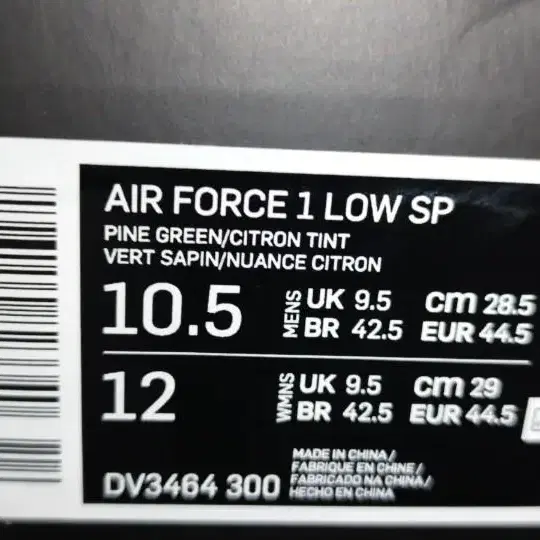 AIR FORCE 1 LOW SP
PINE GREEN/CITRON TINT
VERT SAPIN/NUANCE CITRON
10.5 MENS UK 9.5 cm 28.5
BR 42.5 EUR 44.5
12 WMNS UK 9.5 cm 29
BR 42.5 EUR 44.5
DV3464 300
MADE IN CHINA/
FABRIQUE EN CHINE/
FABRICADO NA CHINA/
HECHO EN CHINA